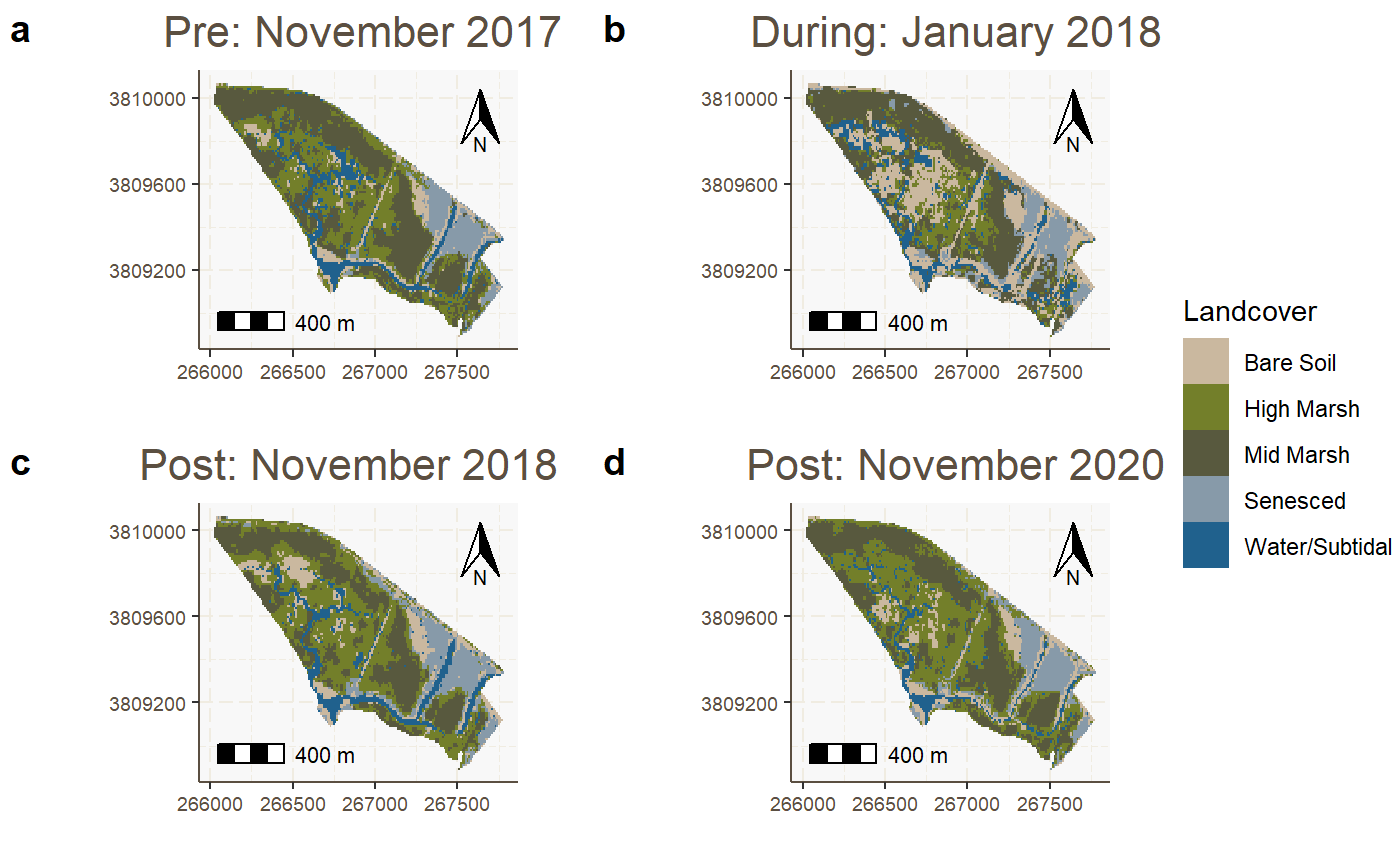 a
Pre: November 2017
3810000
3809600
3809200
N
400 m
266000 266500 267000 267500
b
During: January 2018
3810000
3809600
3809200
N
400 m
266000 266500 267000 267500
c
Post: November 2018
3810000
3809600
3809200
N
400 m
266000 266500 267000 267500
d
Post: November 2020
3810000
3809600
3809200
N
400 m
266000 266500 267000 267500
Landcover
Bare Soil
High Marsh
Mid Marsh
Senesced
Water/Subtidal